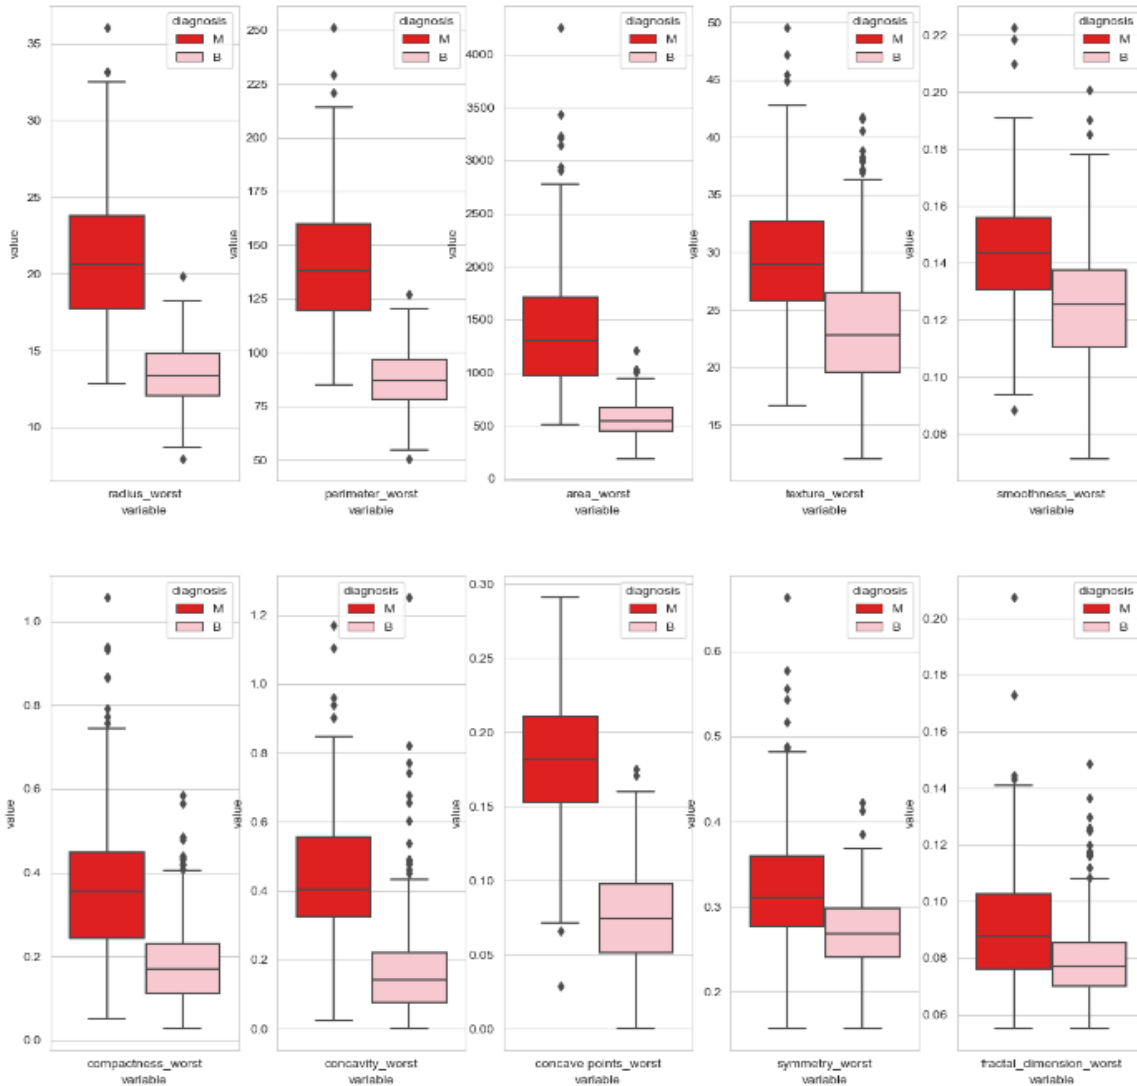 diagnosis
M
B
35
30
25
20
15
10
value
radius_worst
variable
diagnosis
M
B
250
225
200
175
150
125
100
75
50
value
perimeter_worst
variable
diagnosis
M
B
4000
3500
3000
2500
2000
1500
1000
500
0
value
area_worst
variable
diagnosis
M
B
50
45
40
35
30
25
20
15
value
texture_worst
variable
diagnosis
M
B
0.22
0.20
0.18
0.16
0.14
0.12
0.10
0.08
value
smoothness_worst
variable
diagnosis
M
B
1.0
0.8
0.6
0.4
0.2
0.0
value
compactness_worst
variable
diagnosis
M
B
1.2
1.0
0.8
0.6
0.4
0.2
0.0
value
concavity_worst
variable
diagnosis
M
B
0.30
0.25
0.20
0.15
0.10
0.05
0.00
value
concave points_worst
variable
diagnosis
M
B
0.6
0.5
0.4
0.3
0.2
value
symmetry_worst
variable
diagnosis
M
B
0.20
0.18
0.16
0.14
0.12
0.10
0.08
0.06
value
fractal_dimension_worst
variable